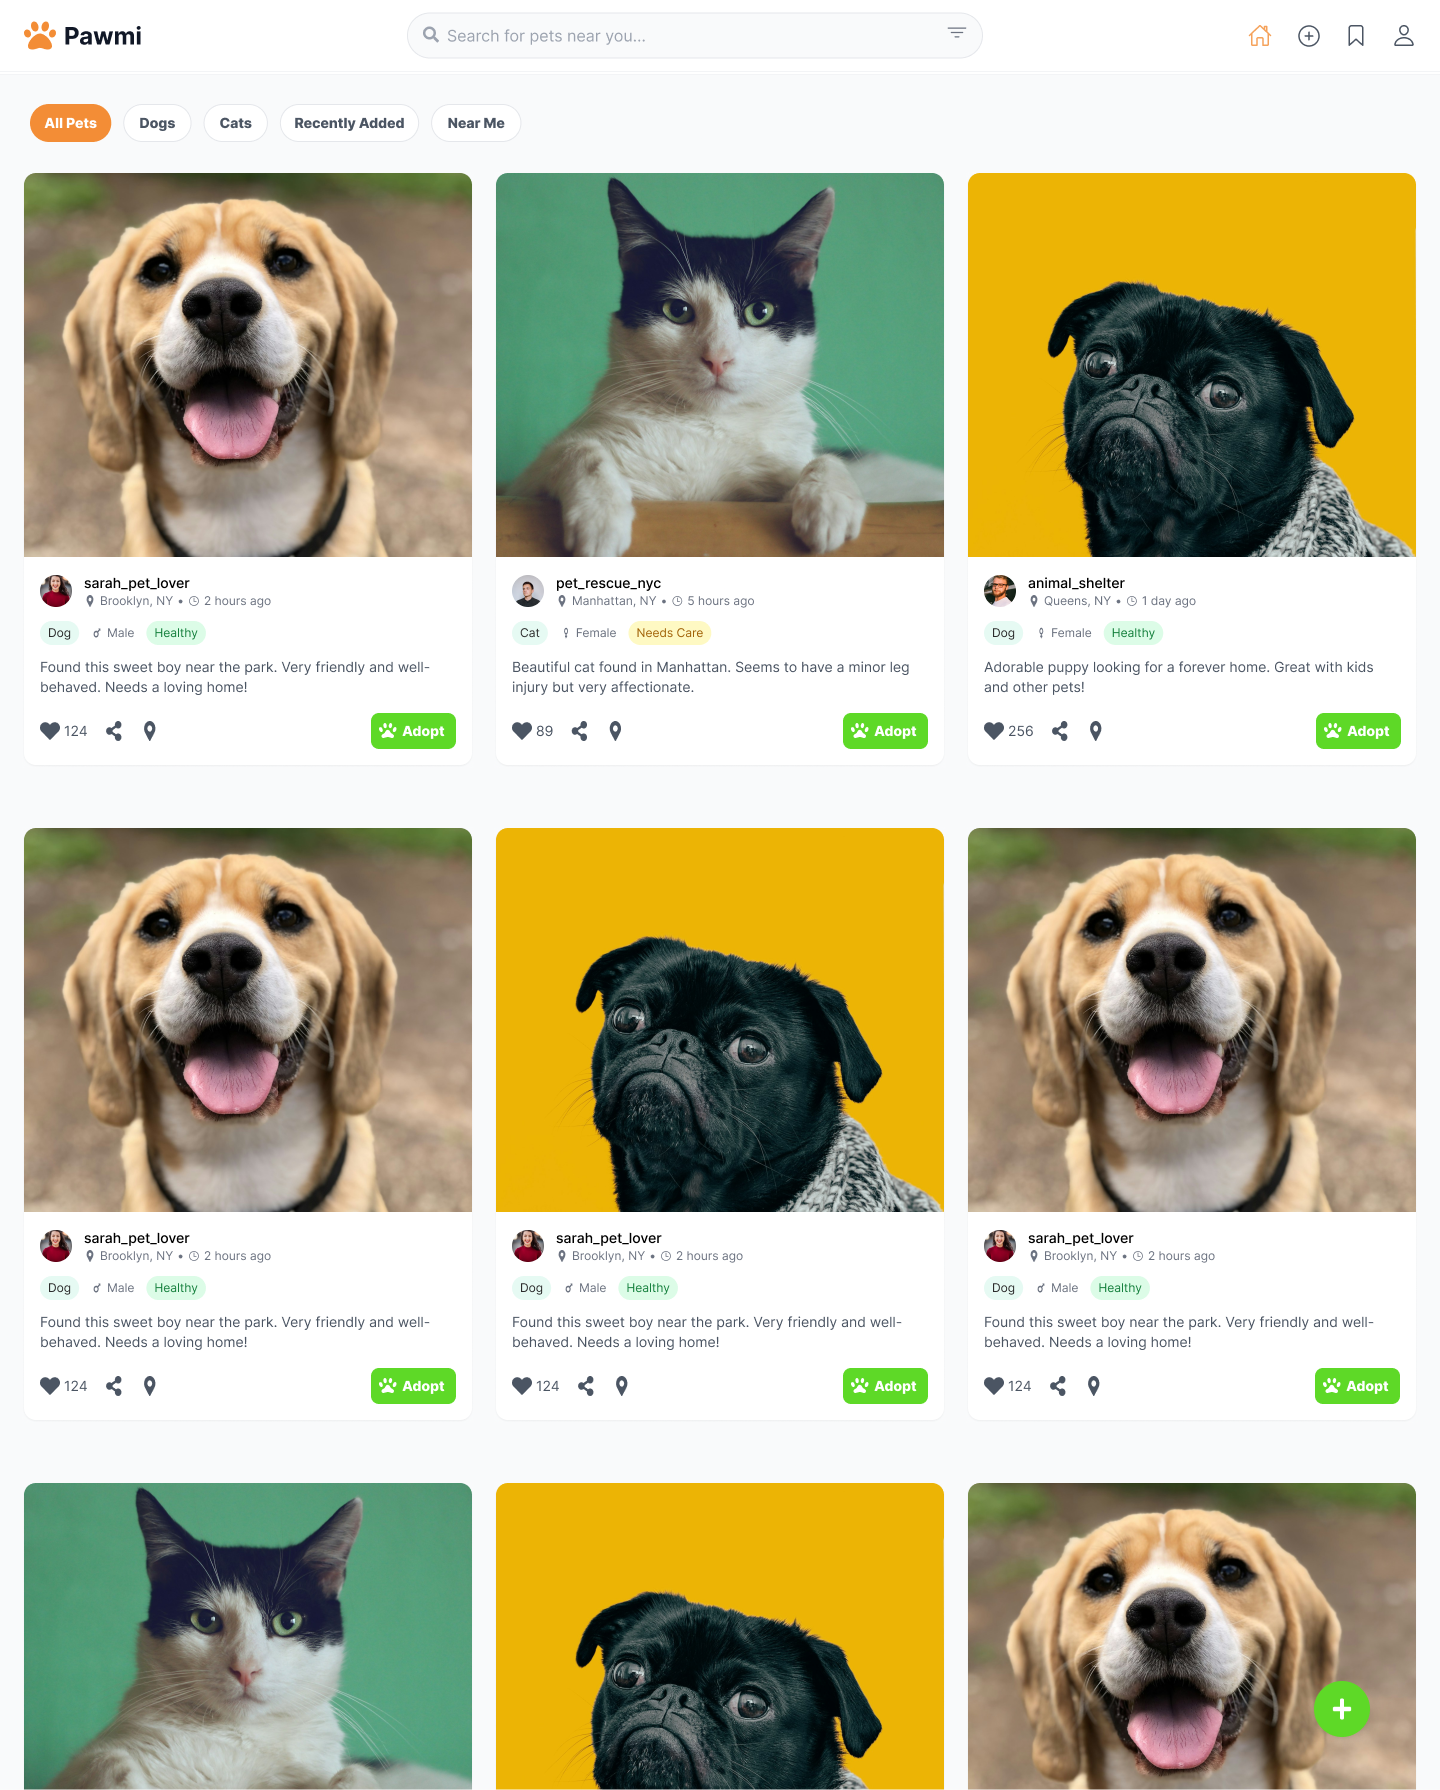 Pawmi
Search for pets near you...
All Pets
Dogs
Cats
Recently Added
Near Me
sarah_pet_lover
Brooklyn, NY • 2 hours ago
Dog Male Healthy
Found this sweet boy near the park. Very friendly and well-
behaved. Needs a loving home!
124 Adopt
pet_rescue_nyc
Manhattan, NY • 5 hours ago
Cat Female Needs Care
Beautiful cat found in Manhattan. Seems to have a minor leg
injury but very affectionate.
89 Adopt
animal_shelter
Queens, NY • 1 day ago
Dog Female Healthy
Adorable puppy looking for a forever home. Great with kids
and other pets!
256 Adopt
sarah_pet_lover
Brooklyn, NY • 2 hours ago
Dog Male Healthy
Found this sweet boy near the park. Very friendly and well-
behaved. Needs a loving home!
124 Adopt
sarah_pet_lover
Brooklyn, NY • 2 hours ago
Dog Male Healthy
Found this sweet boy near the park. Very friendly and well-
behaved. Needs a loving home!
124 Adopt
sarah_pet_lover
Brooklyn, NY • 2 hours ago
Dog Male Healthy
Found this sweet boy near the park. Very friendly and well-
behaved. Needs a loving home!
124 Adopt